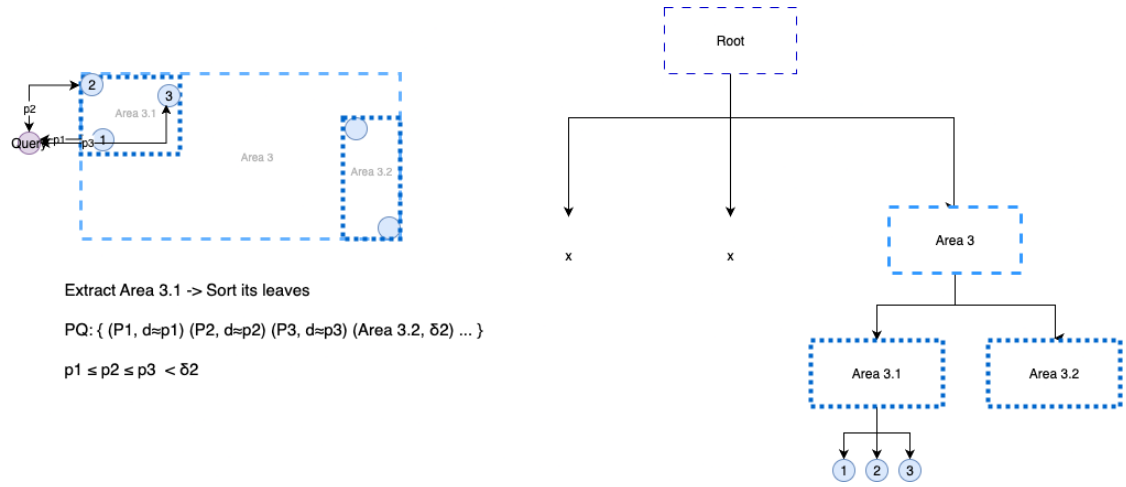 Root
2
3
p2
Area 3.1
Query
p1
p3
1
Area 3
Area 3.2
Area 3
x
x
Extract Area 3.1 -> Sort its leaves
PQ: { (P1, d≈p1) (P2, d≈p2) (P3, d≈p3) (Area 3.2, δ2) ... }
p1 ≤ p2 ≤ p3 < δ2
Area 3.1
Area 3.2
1
2
3